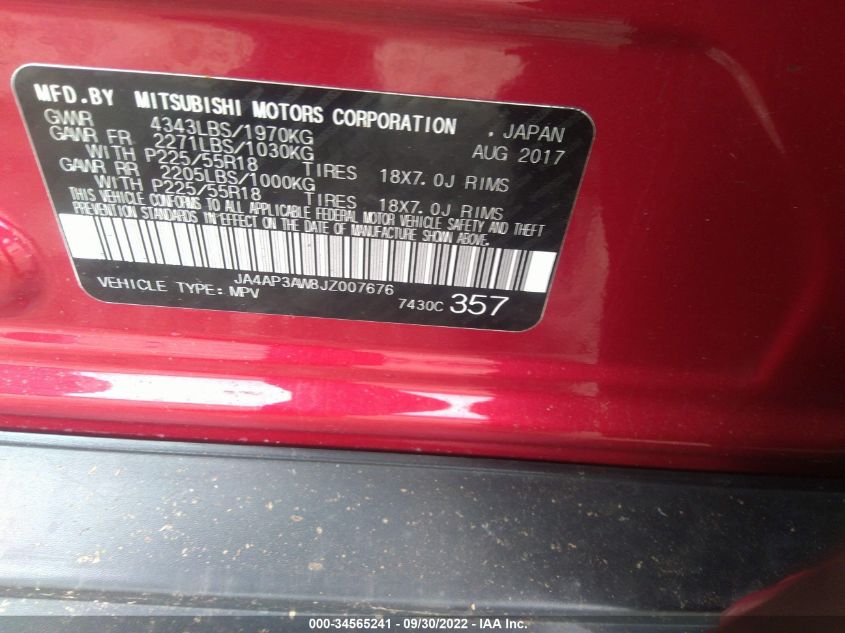 MFD.BY MITSUBISHI MOTORS CORPORATION . JAPAN
GVWR 4343LBS/1970KG AUG 2017
GAWR FR 2271LBS/1030KG
WITH P225/55R18 TIRES 18X7.0J RIMS
GAWR RR 2205LBS/1000KG
WITH P225/55R18 TIRES 18X7.0J RIMS
THIS VEHICLE CONFORMS TO ALL APPLICABLE FEDERAL MOTOR VEHICLE SAFETY AND THEFT
PREVENTION STANDARDS IN EFFECT ON THE DATE OF MANUFACTURE SHOWN ABOVE.
JA4AP3AW8JZ007676
VEHICLE TYPE:MPV 7430C 357
000-34565241 - 09/30/2022 - IAA Inc.